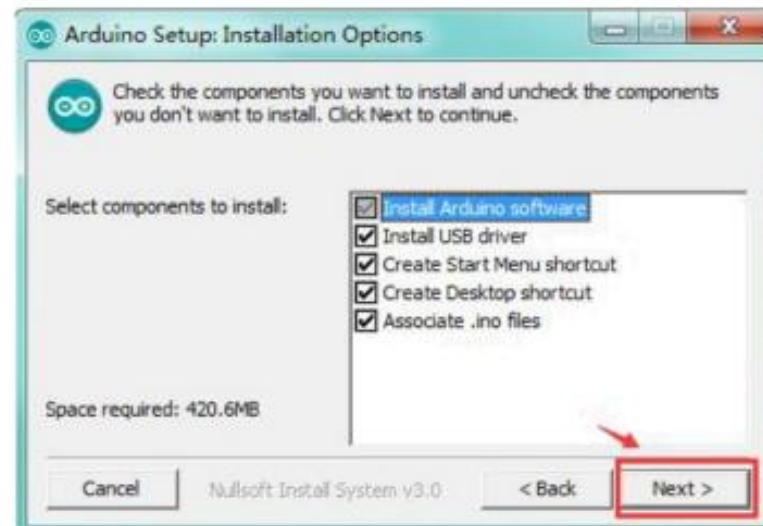 Arduino Setup: Installation Options
Check the components you want to install and uncheck the components
you don't want to install. Click Next to continue.
Select components to install:
Install Arduino software
Install USB driver
Create Start Menu shortcut
Create Desktop shortcut
Associate .ino files
Space required: 420.6MB
Cancel
Nullsoft Install System v3.0
< Back
Next >